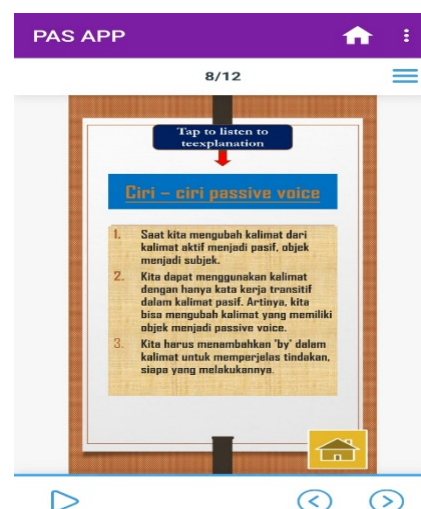 PAS APP
8/12
Tap to listen to
teexplanation
Ciri – ciri passive voice
1. Saat kita mengubah kalimat dari
kalimat aktif menjadi pasif, objek
menjadi subjek.
2. Kita dapat menggunakan kalimat
dengan hanya kata kerja transitif
dalam kalimat pasif. Artinya, kita
bisa mengubah kalimat yang memiliki
objek menjadi passive voice.
3. Kita harus menambahkan 'by' dalam
kalimat untuk memperjelas tindakan,
siapa yang melakukannya.